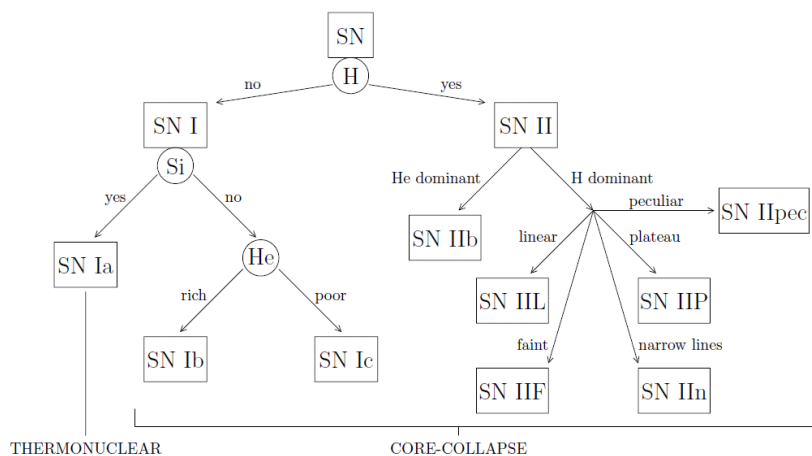 SN
H
no
yes
SN I
SN II
Si
He dominant
H dominant
yes
no
peculiar
SN IIpec
SN IIb
linear
plateau
SN Ia
He
rich
poor
SN IIL
SN IIP
faint
narrow lines
SN Ib
SN Ic
SN IIF
SN IIn
THERMONUCLEAR
CORE-COLLAPSE